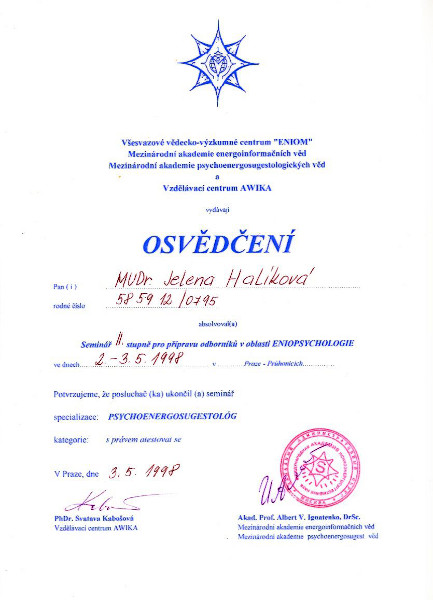 Všesvazové vědecko-výzkumné centrum "ENIOM"
Mezinárodní akademie energoinformačních věd
Mezinárodní akademie psychoenergosugestologických věd
a
Vzdělávací centrum AWIKA
vydávají
OSVĚDČENÍ
Pan ( í ) MUDr. Jelena Halíková
rodné číslo 585912/0795
absolvoval(a)
Seminář II. stupně pro přípravu odborníků v oblasti ENIOPSYCHOLOGIE
ve dnech 2.-3.5.1998 v Praze - Průhonicích
Potvrzujeme, že posluchač (ka) ukončil (a) seminář
specializace: PSYCHOENERGOSUGESTOLÓG
kategorie: s právem atestovat se
V Praze, dne 3.5.1998
PhDr. Svatava Kabošová
Vzdělávací centrum AWIKA
Akad. Prof. Albert V. Ignatenko, DrSc.
Mezinárodní akademie energoinformačních věd
Mezinárodní akademie psychoenergosugest věd